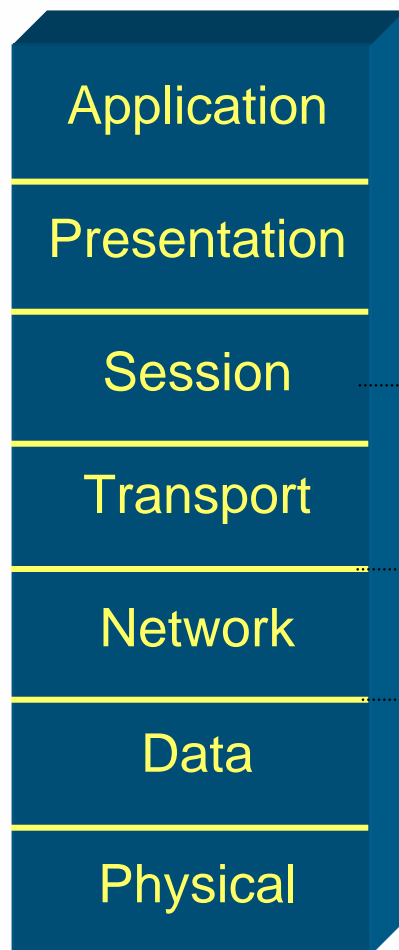 Application
Presentation
Session
Transport
Network
Data
Physical